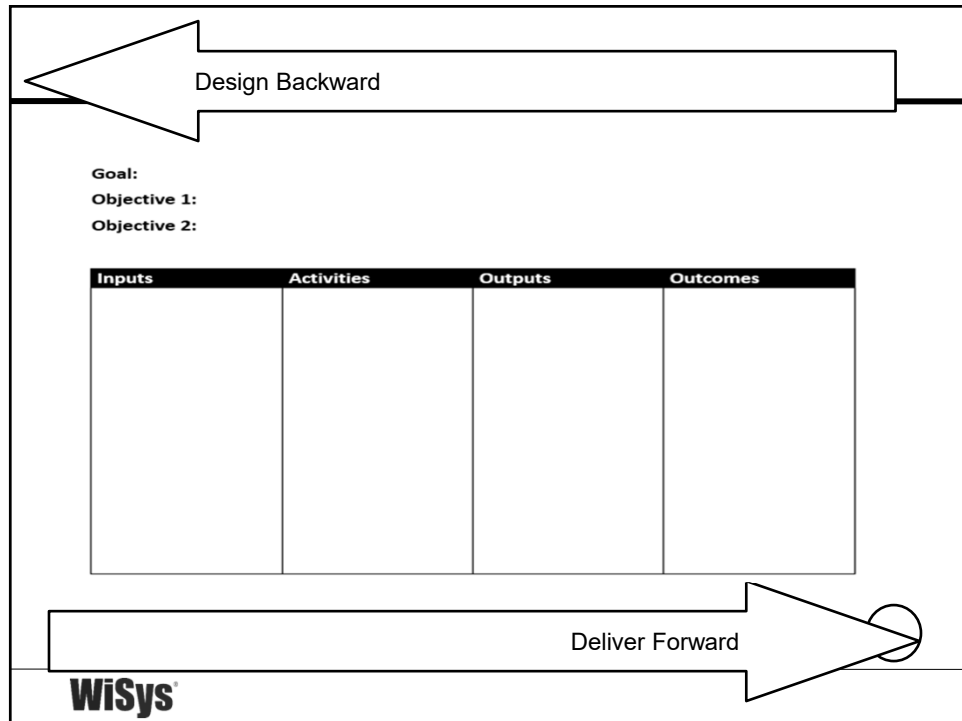 Design Backward
Goal:
Objective 1:
Objective 2:
Inputs Activities Outputs Outcomes
Deliver Forward
WiSys®